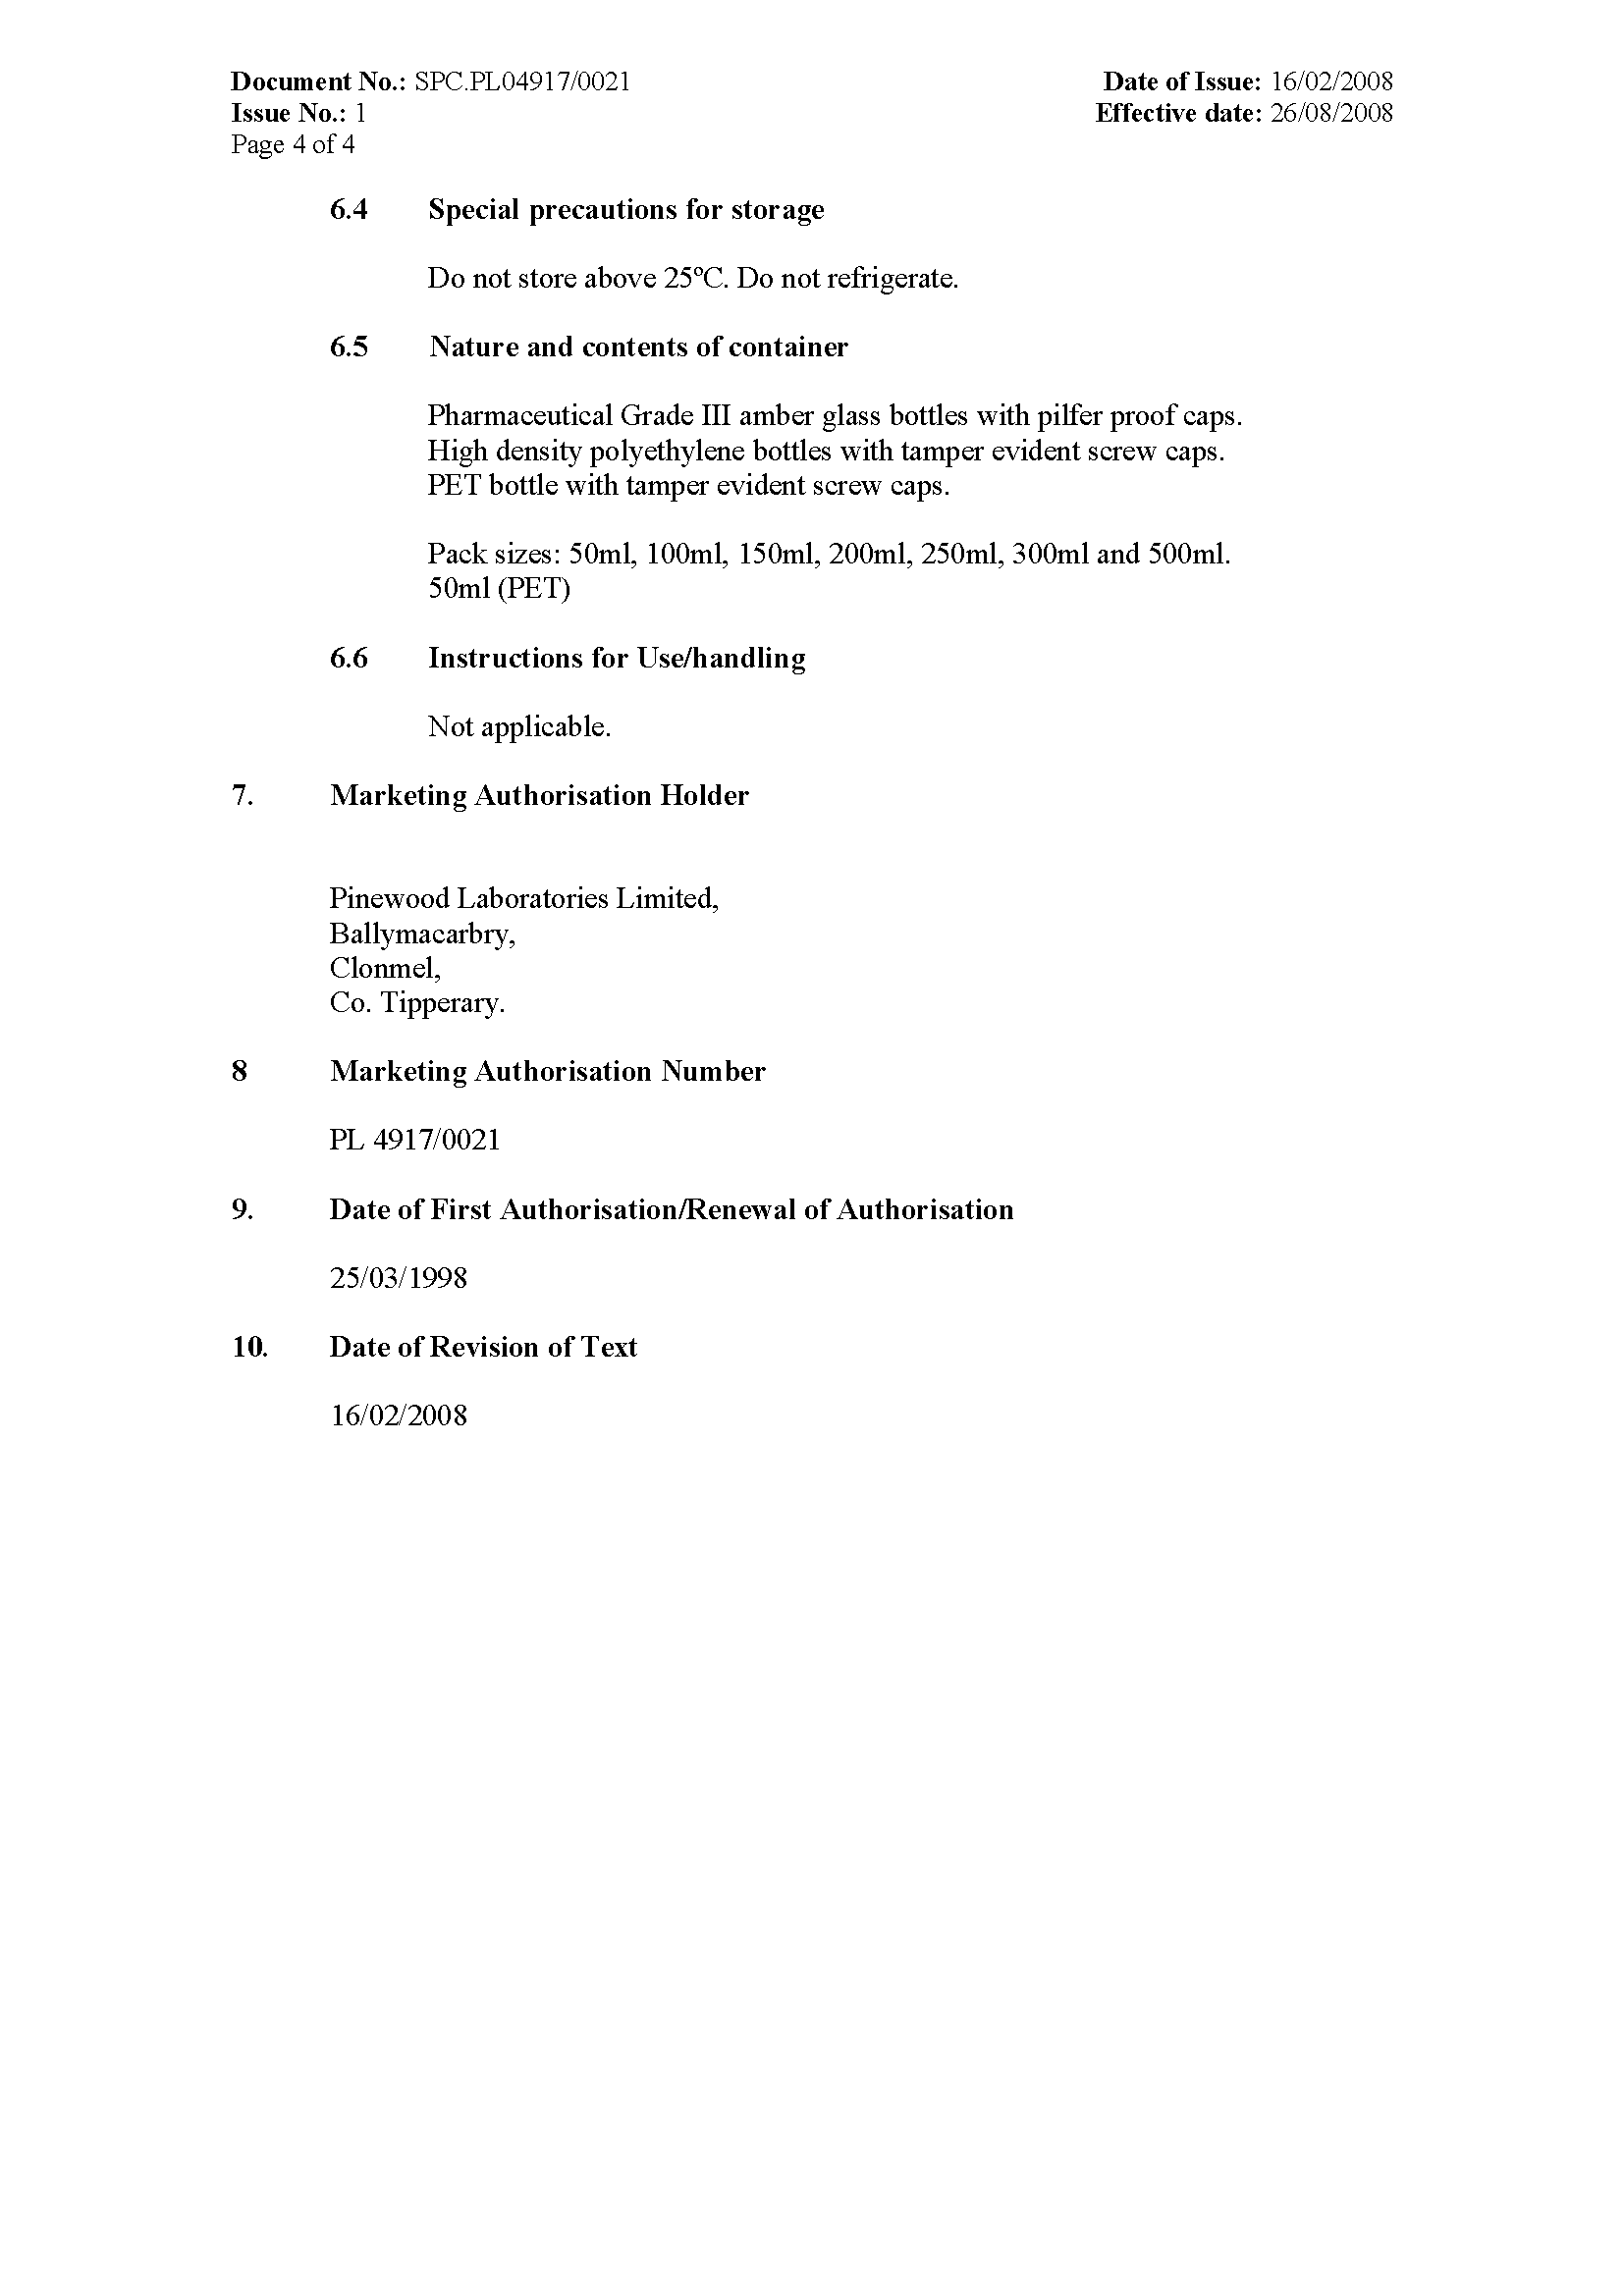 Document No.: SPC.PL04917/0021 Date of Issue: 16/02/2008
Issue No.: 1 Effective date: 26/08/2008
Page 4 of 4
6.4 Special precautions for storage
Do not store above 25ºC. Do not refrigerate.
6.5 Nature and contents of container
Pharmaceutical Grade III amber glass bottles with pilfer proof caps.
High density polyethylene bottles with tamper evident screw caps.
PET bottle with tamper evident screw caps.
Pack sizes: 50ml, 100ml, 150ml, 200ml, 250ml, 300ml and 500ml.
50ml (PET)
6.6 Instructions for Use/handling
Not applicable.
7. Marketing Authorisation Holder
Pinewood Laboratories Limited,
Ballymacarbry,
Clonmel,
Co. Tipperary.
8 Marketing Authorisation Number
PL 4917/0021
9. Date of First Authorisation/Renewal of Authorisation
25/03/1998
10. Date of Revision of Text
16/02/2008